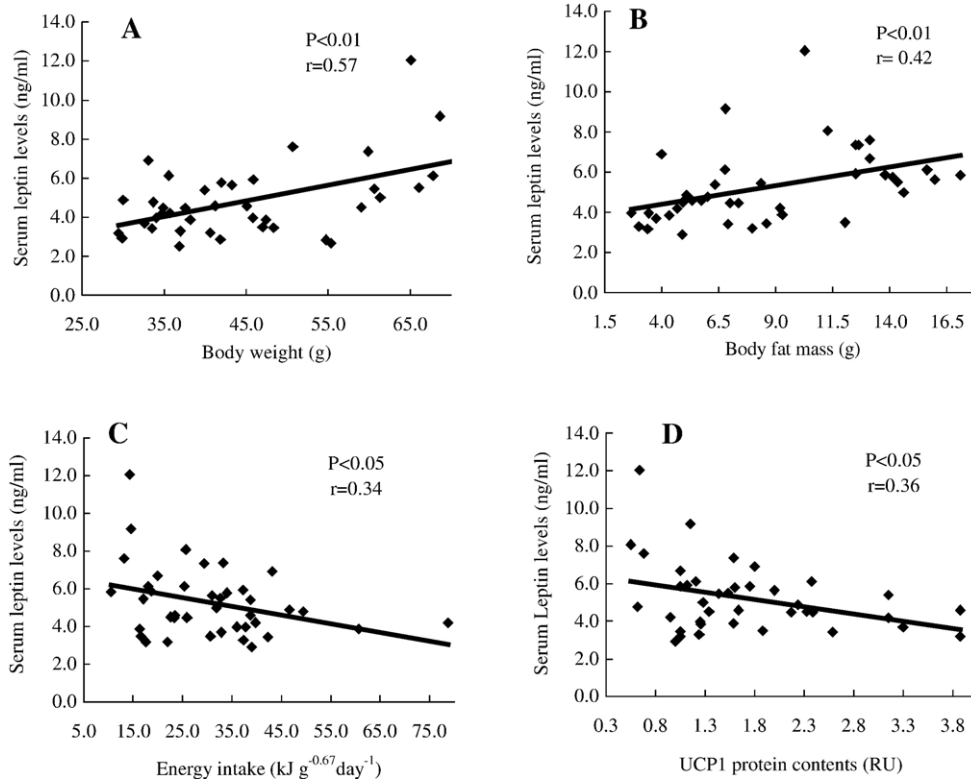 A
P<0.01
r=0.57
Serum leptin levels (ng/ml)
14.0
12.0
10.0
8.0
6.0
4.0
2.0
0.0
25.0 35.0 45.0 55.0 65.0
Body weight (g)
B
P<0.01
r= 0.42
Serum leptin levels (ng/ml)
14.0
12.0
10.0
8.0
6.0
4.0
2.0
0.0
1.5 4.0 6.5 9.0 11.5 14.0 16.5
Body fat mass (g)
C
P<0.05
r=0.34
Serum leptin levels (ng/ml)
14.0
12.0
10.0
8.0
6.0
4.0
2.0
0.0
5.0 15.0 25.0 35.0 45.0 55.0 65.0 75.0
Energy intake (kJ g⁻⁰·⁶⁷day⁻¹)
D
P<0.05
r=0.36
Serum Leptin levels (ng/ml)
14.0
12.0
10.0
8.0
6.0
4.0
2.0
0.0
0.3 0.8 1.3 1.8 2.3 2.8 3.3 3.8
UCP1 protein contents (RU)